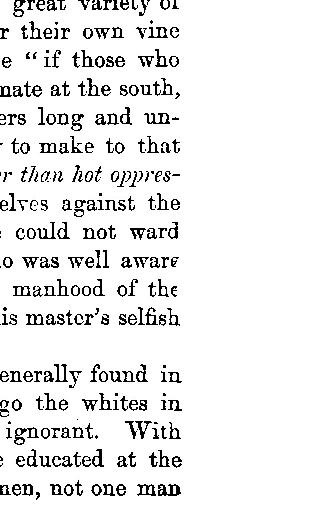 great variety of
r their own vine
e " if those who
nate at the south,
ers long and un-
to make to that
r than hot oppres-
elves against the
could not ward
o was well aware
manhood of the
is master's selfish
enerally found in
go the whites in
ignorant. With
e educated at the
men, not one man